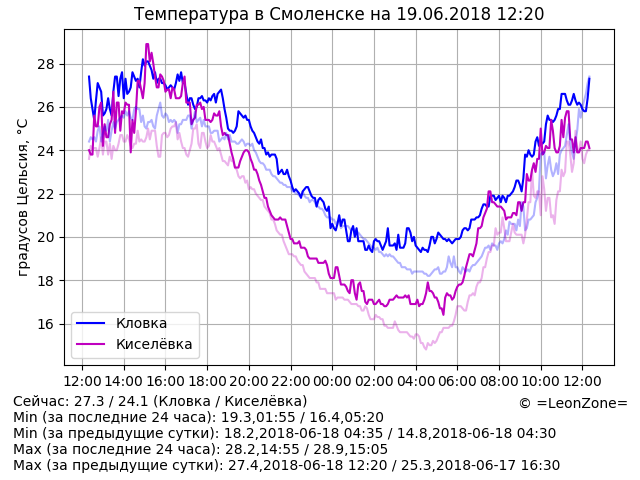 Температура в Смоленске на 19.06.2018 12:20
градусов Цельсия, °C
28
26
24
22
20
18
16
Кловка
Киселёвка
12:00 14:00 16:00 18:00 20:00 22:00 00:00 02:00 04:00 06:00 08:00 10:00 12:00
Сейчас: 27.3 / 24.1 (Кловка / Киселёвка)
© =LeonZone=
Min (за последние 24 часа): 19.3,01:55 / 16.4,05:20
Min (за предыдущие сутки): 18.2,2018-06-18 04:35 / 14.8,2018-06-18 04:30
Max (за последние 24 часа): 28.2,14:55 / 28.9,15:05
Max (за предыдущие сутки): 27.4,2018-06-18 12:20 / 25.3,2018-06-17 16:30